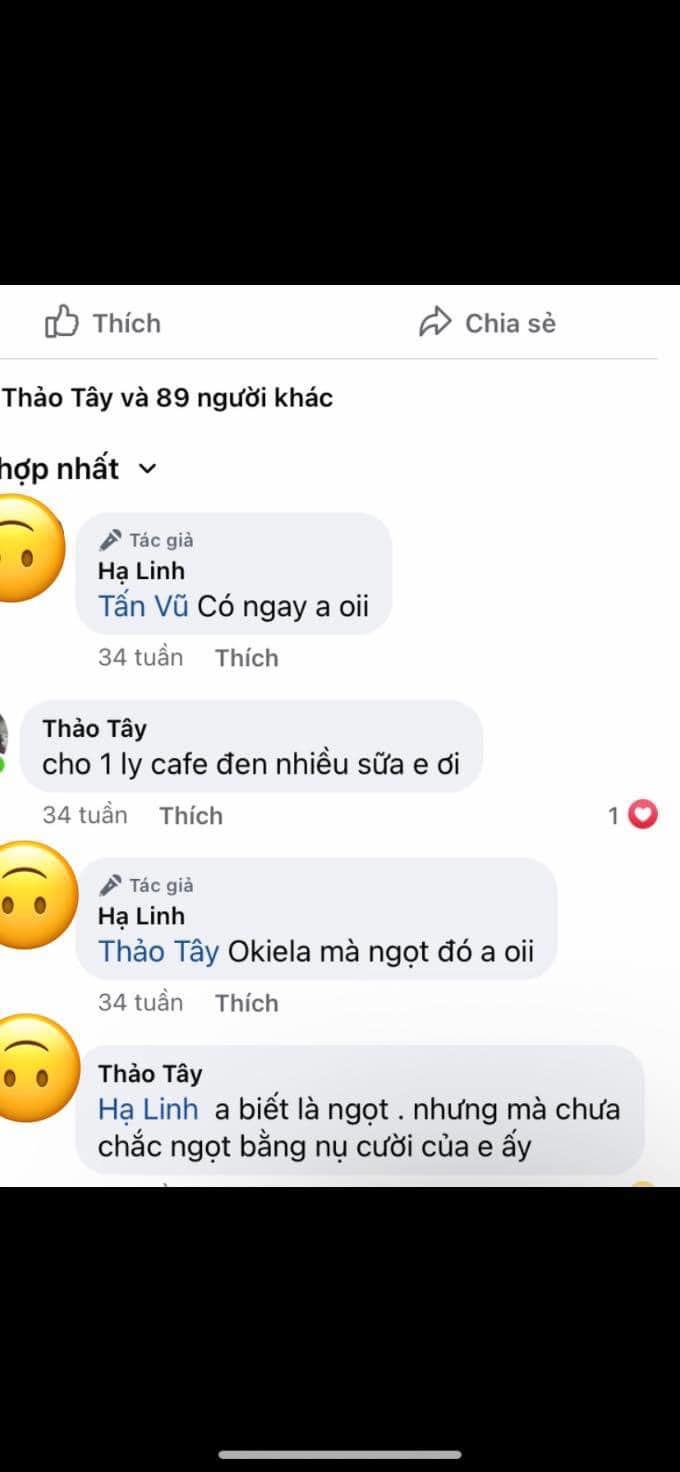 Thích
Chia sẻ
Thảo Tây và 89 người khác
hợp nhất
Tác giả
Hạ Linh
Tấn Vũ Có ngay a oii
34 tuần Thích
Thảo Tây
cho 1 ly cafe đen nhiều sữa e ơi
34 tuần Thích
1
Tác giả
Hạ Linh
Thảo Tây Okiela mà ngọt đó a oii
34 tuần Thích
Thảo Tây
Hạ Linh a biết là ngọt . nhưng mà chưa
chắc ngọt bằng nụ cười của e ấy